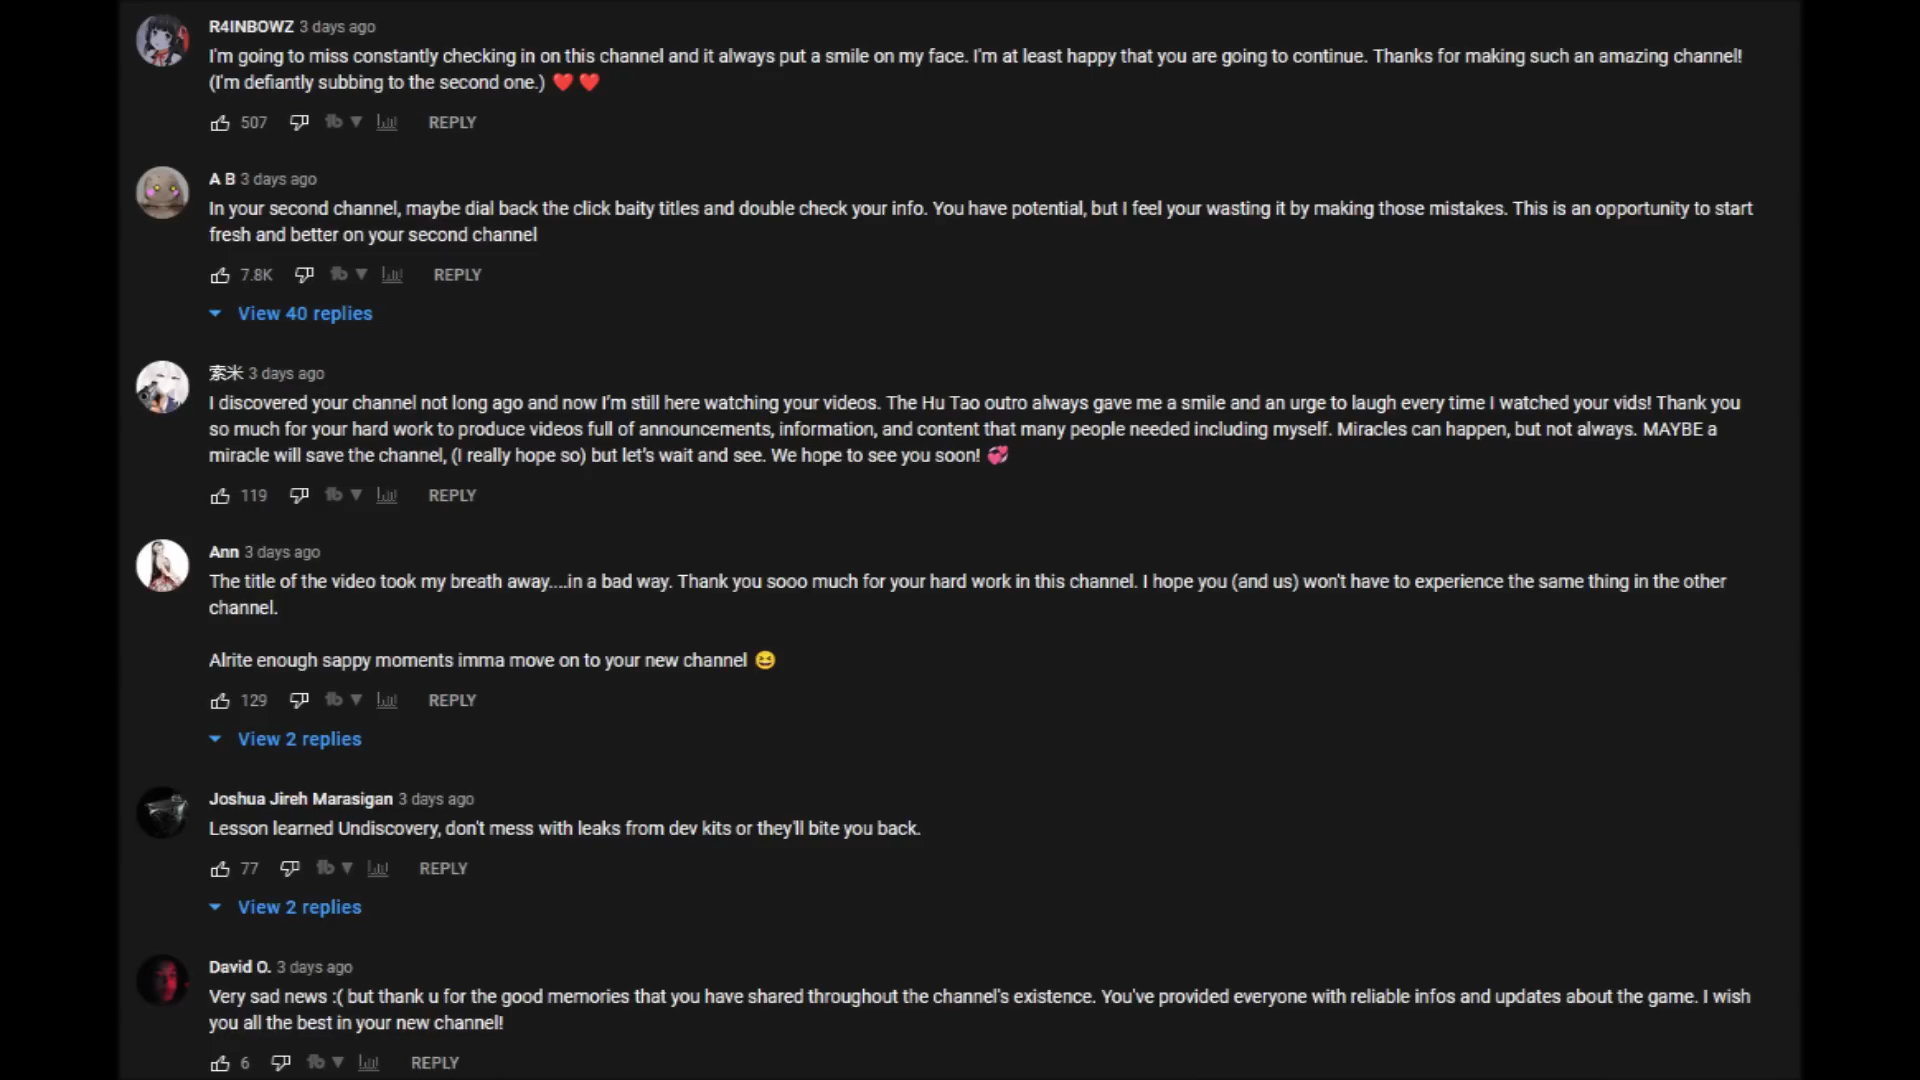 R4INBOWZ 3 days ago
I'm going to miss constantly checking in on this channel and it always put a smile on my face. I'm at least happy that you are going to continue. Thanks for making such an amazing channel!
(I'm defiantly subbing to the second one.) ❤️ ❤️
507 REPLY
A B 3 days ago
In your second channel, maybe dial back the click baity titles and double check your info. You have potential, but I feel your wasting it by making those mistakes. This is an opportunity to start
fresh and better on your second channel
7.8K REPLY
View 40 replies
素米 3 days ago
I discovered your channel not long ago and now I'm still here watching your videos. The Hu Tao outro always gave me a smile and an urge to laugh every time I watched your vids! Thank you
so much for your hard work to produce videos full of announcements, information, and content that many people needed including myself. Miracles can happen, but not always. MAYBE a
miracle will save the channel, (I really hope so) but let's wait and see. We hope to see you soon! 💞
119 REPLY
Ann 3 days ago
The title of the video took my breath away....in a bad way. Thank you sooo much for your hard work in this channel. I hope you (and us) won't have to experience the same thing in the other
channel.
Alrite enough sappy moments imma move on to your new channel 😆
129 REPLY
View 2 replies
Joshua Jireh Marasigan 3 days ago
Lesson learned Undiscovery, don't mess with leaks from dev kits or they'll bite you back.
77 REPLY
View 2 replies
David O. 3 days ago
Very sad news :( but thank u for the good memories that you have shared throughout the channel's existence. You've provided everyone with reliable infos and updates about the game. I wish
you all the best in your new channel!
6 REPLY